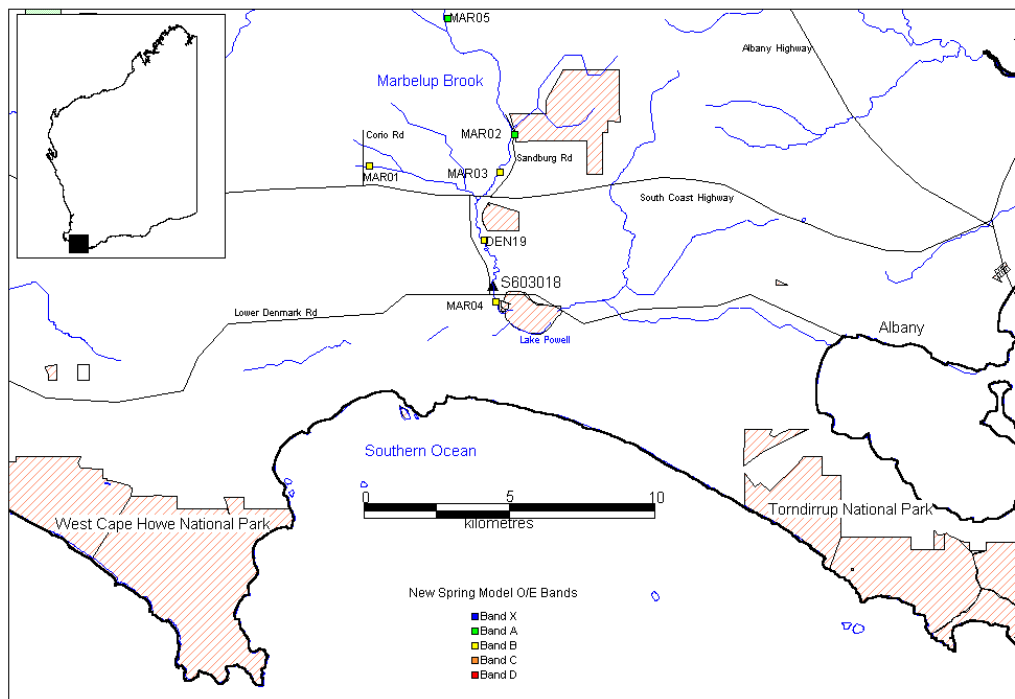 MAR05
Albany Highway
Marbelup Brook
Corio Rd
MAR02
Sandburg Rd
MAR01
MAR03
South Coast Highway
DEN19
S603018
MAR04
Lower Denmark Rd
Lake Powell
Albany
Southern Ocean
0 5 10
kilometres
West Cape Howe National Park
Torndirrup National Park
New Spring Model O/E Bands
Band X
Band A
Band B
Band C
Band D